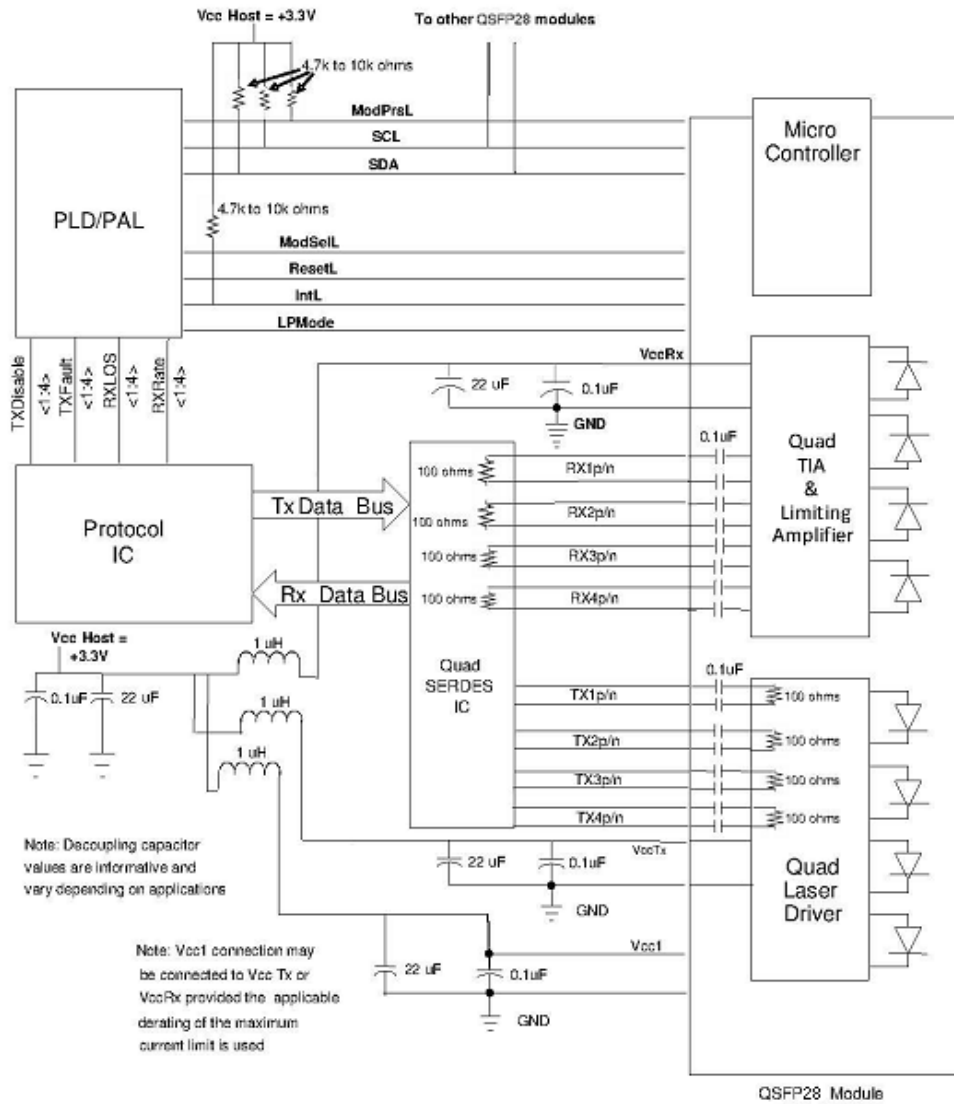 Vcc Host = +3.3V
To other QSFP28 modules
4.7k to 10k ohms
ModPrsL
SCL
SDA
Micro
Controller
PLD/PAL
4.7k to 10k ohms
ModSelL
ResetL
IntL
LPMode
TXDisable
<1:4>
TXFault
<1:4>
RXLOS
<1:4>
RXRate
<1:4>
VccRx
22 uF
0.1uF
GND
0.1uF
Quad
TIA
&
Limiting
Amplifier
100 ohms
RX1p/n
100 ohms
RX2p/n
100 ohms
RX3p/n
100 ohms
RX4p/n
Protocol
IC
Tx Data Bus
Rx Data Bus
Vcc Host =
+3.3V
0.1uF
22 uF
1 uH
1 uH
1 uH
Quad
SERDES
IC
0.1uF
TX1p/n
100 ohms
TX2p/n
100 ohms
TX3p/n
100 ohms
TX4p/n
100 ohms
VccTx
22 uF
0.1uF
GND
Quad
Laser
Driver
Note: Decoupling capacitor
values are informative and
vary depending on applications
Note: Vcc1 connection may
be connected to Vcc Tx or
VccRx provided the applicable
derating of the maximum
current limit is used
Vcc1
22 uF
0.1uF
GND
QSFP28 Module